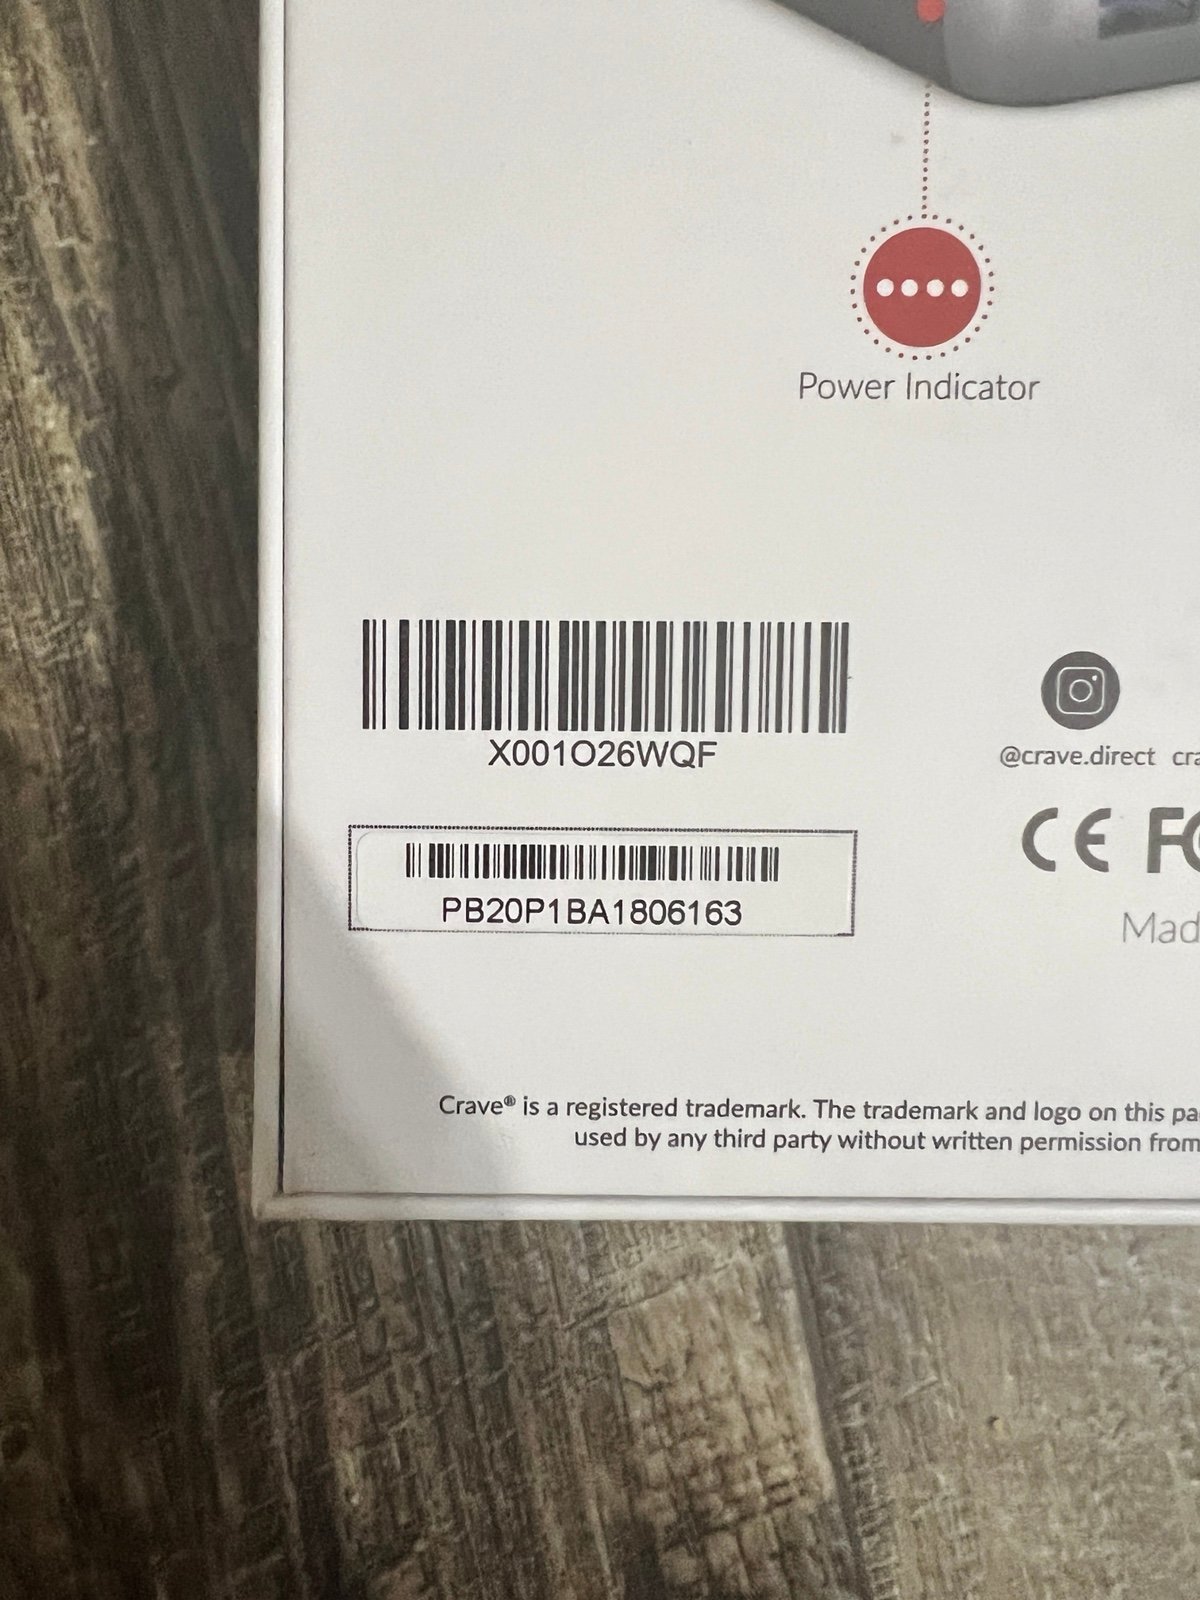 Power Indicator
X001O26WQF
@crave.direct
CE
PB20P1BA1806163
Crave® is a registered trademark. The trademark and logo on this
used by any third party without written permission from